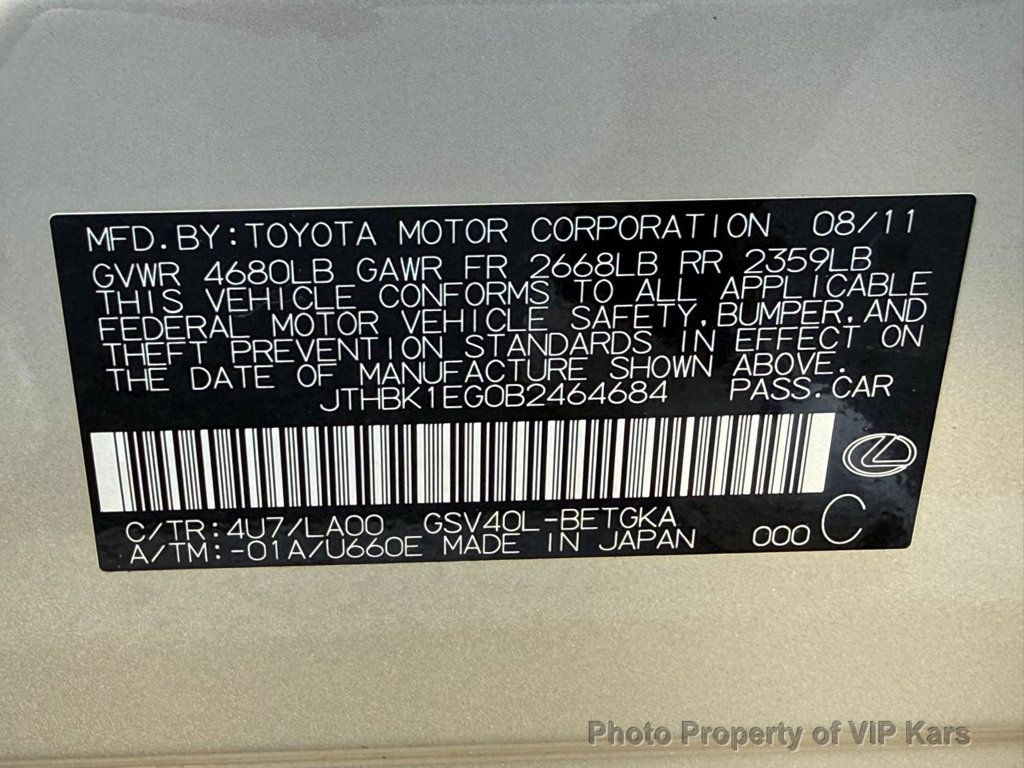 MFD.BY:TOYOTA MOTOR CORPORATION 08/11
GVWR 4680LB GAWR FR 2668LB RR 2359LB
THIS VEHICLE CONFORMS TO ALL APPLICABLE
FEDERAL MOTOR VEHICLE SAFETY,BUMPER,AND
THEFT PREVENTION STANDARDS IN EFFECT ON
THE DATE OF MANUFACTURE SHOWN ABOVE.
JTHBK1EG0B2464684 PASS.CAR
C/TR:4U7/LA00 GSV40L-BETGKA
A/TM:-01A/U660E MADE IN JAPAN 000 C
Photo Property of VIP Kars